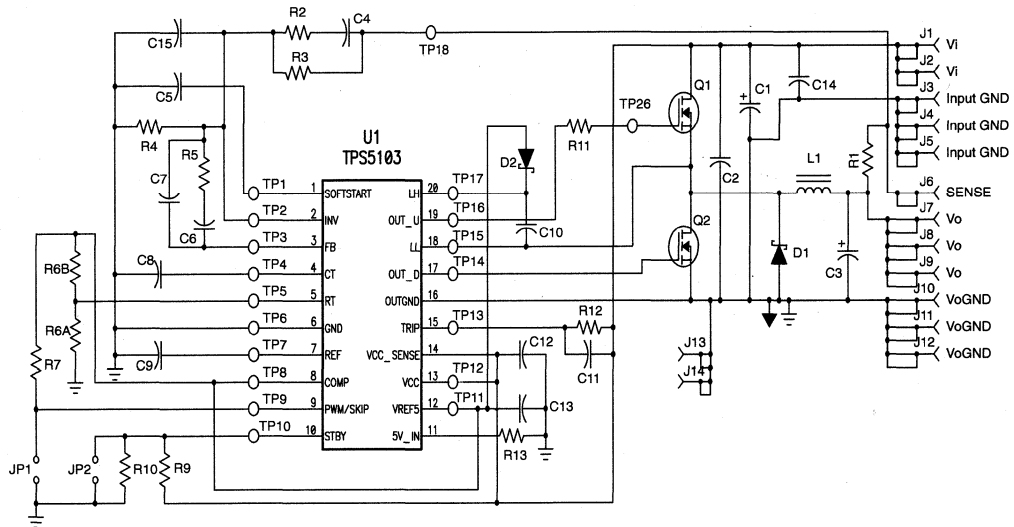 R2
C4
C15
R3
TP18
C5
R4
R5
C7
C6
U1
TPS5103
TP1
1
SOFTSTART
TP2
2
INV
TP3
3
FB
TP4
4
CT
TP5
5
RT
TP6
6
GND
TP7
7
REF
TP8
8
COMP
TP9
9
PWM/SKIP
TP10
10
STBY
LH
20
TP17
OUT_U
19
TP16
LL
18
TP15
OUT_D
17
TP14
OUTGND
16
TRIP
15
TP13
VCC_SENSE
14
VCC
13
TP12
VREF5
12
TP11
5V_IN
11
D2
C10
R11
TP26
Q1
Q2
+
C1
C14
C2
L1
R1
D1
+
C3
R12
C11
C12
C13
R13
J13
J14
R6B
R6A
C8
C9
R7
JP1
JP2
R10
R9
J1
Vi
J2
Vi
J3
Input GND
J4
Input GND
J5
Input GND
J6
SENSE
J7
Vo
J8
Vo
J9
Vo
J10
VoGND
J11
VoGND
J12
VoGND